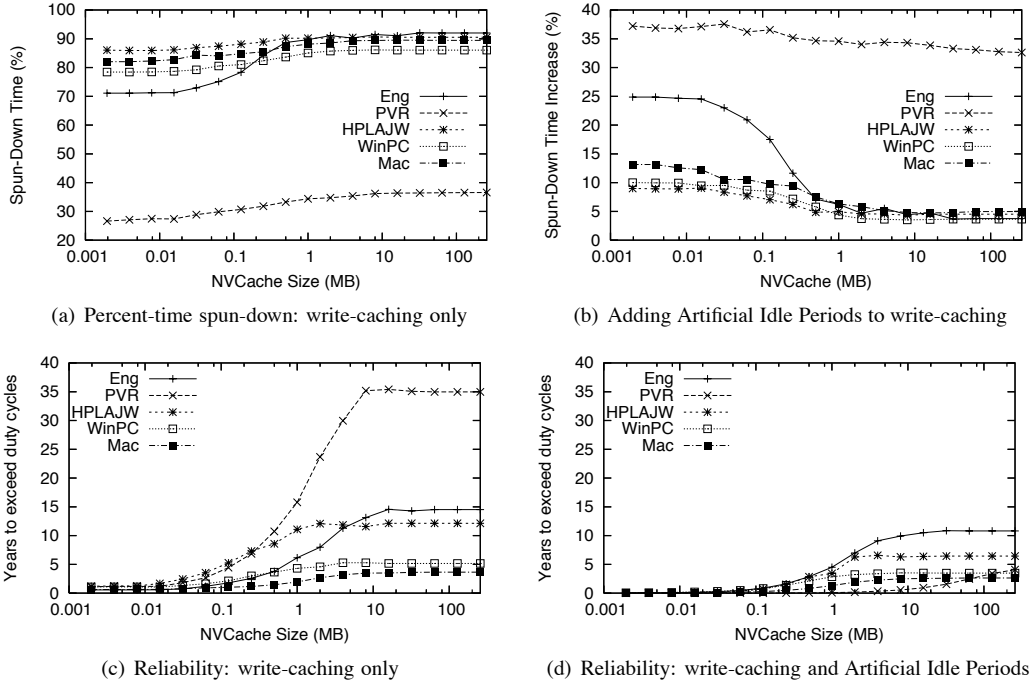 Spun-Down Time (%)
100
90
80
70
60
50
40
30
20
0.001 0.01 0.1 1 10 100
NVCache Size (MB)
Eng
PVR
HPLAJW
WinPC
Mac
(a) Percent-time spun-down: write-caching only
Spun-Down Time Increase (%)
40
35
30
25
20
15
10
5
0
0.001 0.01 0.1 1 10 100
NVCache (MB)
Eng
PVR
HPLAJW
WinPC
Mac
(b) Adding Artificial Idle Periods to write-caching
Years to exceed duty cycles
40
35
30
25
20
15
10
5
0
0.001 0.01 0.1 1 10 100
NVCache Size (MB)
Eng
PVR
HPLAJW
WinPC
Mac
(c) Reliability: write-caching only
Years to exceed duty cycles
40
35
30
25
20
15
10
5
0
0.001 0.01 0.1 1 10 100
NVCache Size (MB)
Eng
PVR
HPLAJW
WinPC
Mac
(d) Reliability: write-caching and Artificial Idle Periods